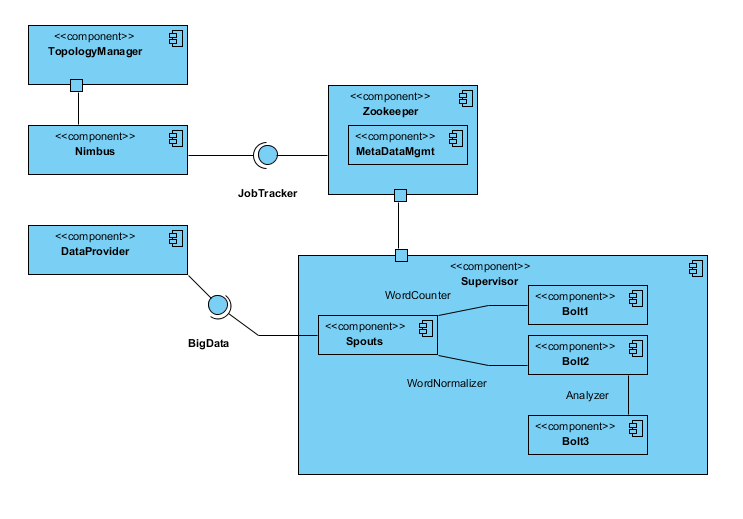 <<component>>
TopologyManager
<<component>>
Nimbus
JobTracker
<<component>>
Zookeeper
<<component>>
MetaDataMgmt
<<component>>
DataProvider
BigData
<<component>>
Supervisor
<<component>>
Spouts
WordCounter
<<component>>
Bolt1
WordNormalizer
<<component>>
Bolt2
Analyzer
<<component>>
Bolt3